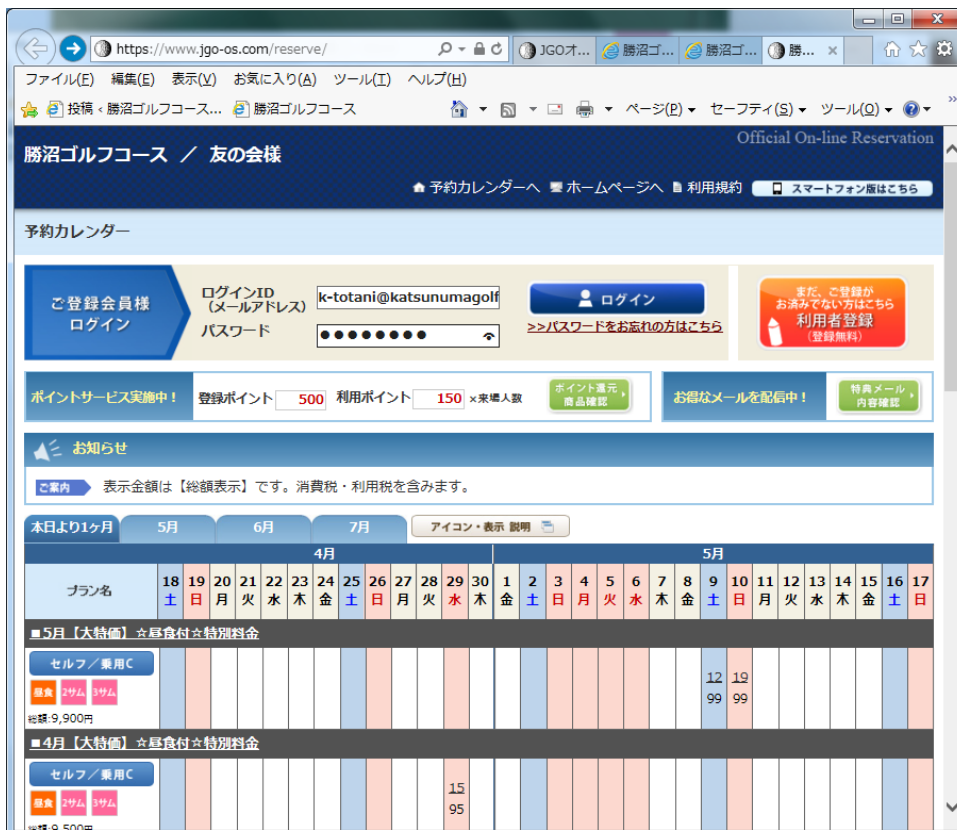 https://www.jgo-os.com/reserve/
JGOオ...
勝沼ゴ...
勝沼ゴ...
勝...
ファイル(F) 編集(E) 表示(V) お気に入り(A) ツール(T) ヘルプ(H)
投稿 ‹ 勝沼ゴルフコース... 勝沼ゴルフコース
ページ(P) セーフティ(S) ツール(O)
Official On-line Reservation
勝沼ゴルフコース ／ 友の会様
予約カレンダーへ ホームページへ 利用規約 スマートフォン版はこちら
予約カレンダー
ご登録会員様
ログイン
ログインID
(メールアドレス)
k-totani@katsunumagolf
パスワード
ログイン
>>パスワードをお忘れの方はこちら
まだ、ご登録が
お済みでない方はこちら
利用者登録
(登録無料)
ポイントサービス実施中！ 登録ポイント 500 利用ポイント 150 ×来場人数
ポイント還元
商品確認
お得なメールを配信中！
特典メール
内容確認
お知らせ
ご案内 表示金額は【総額表示】です。消費税・利用税を含みます。
本日より1ヶ月 5月 6月 7月 アイコン・表示 説明
4月 5月
プラン名
18 19 20 21 22 23 24 25 26 27 28 29 30 1 2 3 4 5 6 7 8 9 10 11 12 13 14 15 16 17
土 日 月 火 水 木 金 土 日 月 火 水 木 金 土 日 月 火 水 木 金 土 日 月 火 水 木 金 土 日
■5月【大特価】☆昼食付☆特別料金
セルフ／乗用C
昼食 2サム 3サム
総額:9,900円
12 19
99 99
■4月【大特価】☆昼食付☆特別料金
セルフ／乗用C
昼食 2サム 3サム
総額:9,500円
15
95